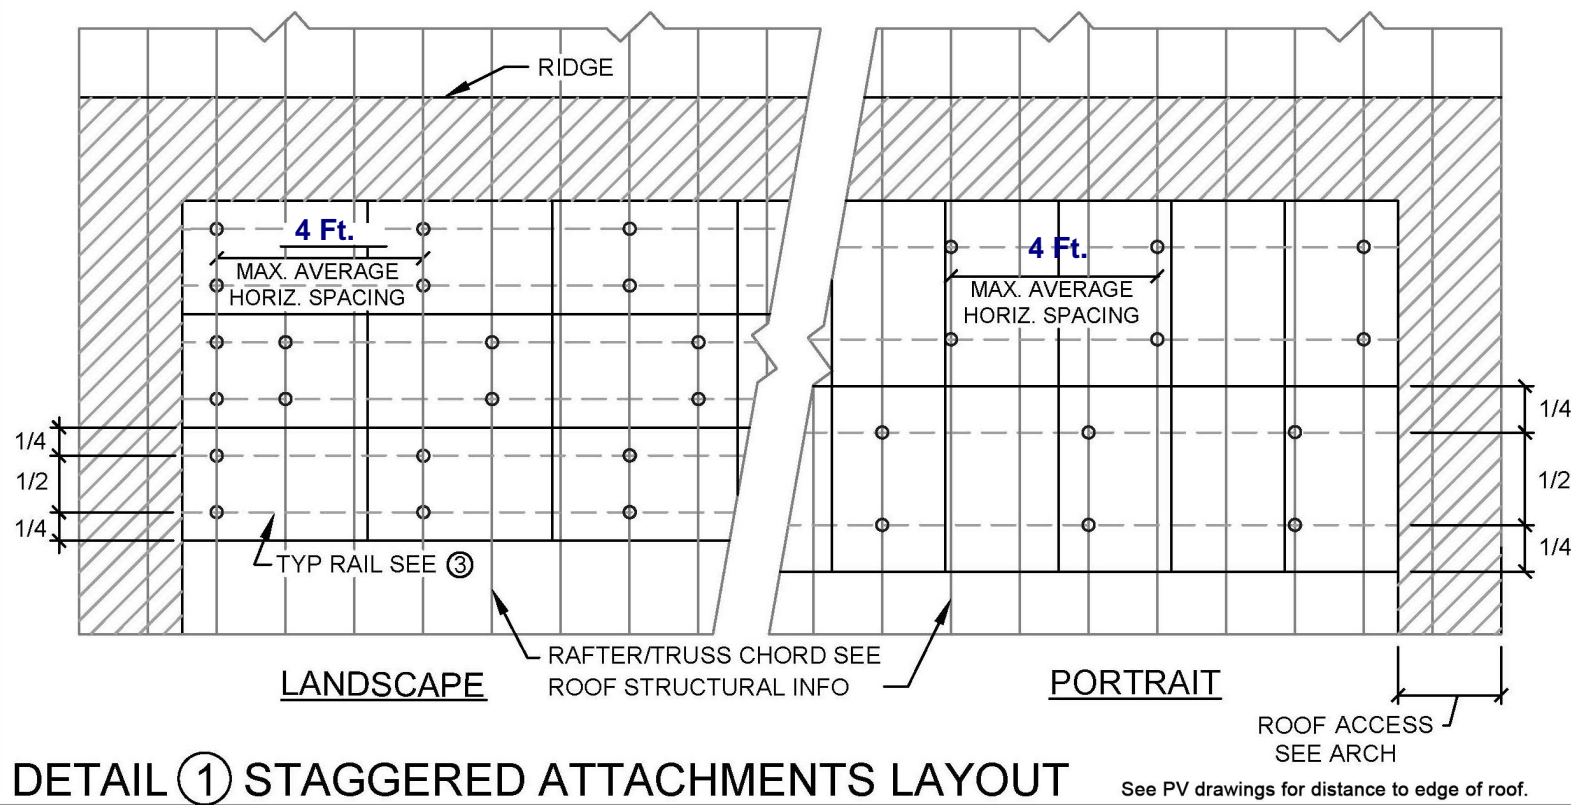 RIDGE
4 Ft.
MAX. AVERAGE
HORIZ. SPACING
4 Ft.
MAX. AVERAGE
HORIZ. SPACING
1/4
1/2
1/4
1/4
1/2
1/4
TYP RAIL SEE 3
RAFTER/TRUSS CHORD SEE
ROOF STRUCTURAL INFO
LANDSCAPE
PORTRAIT
ROOF ACCESS
SEE ARCH
DETAIL 1 STAGGERED ATTACHMENTS LAYOUT
See PV drawings for distance to edge of roof.